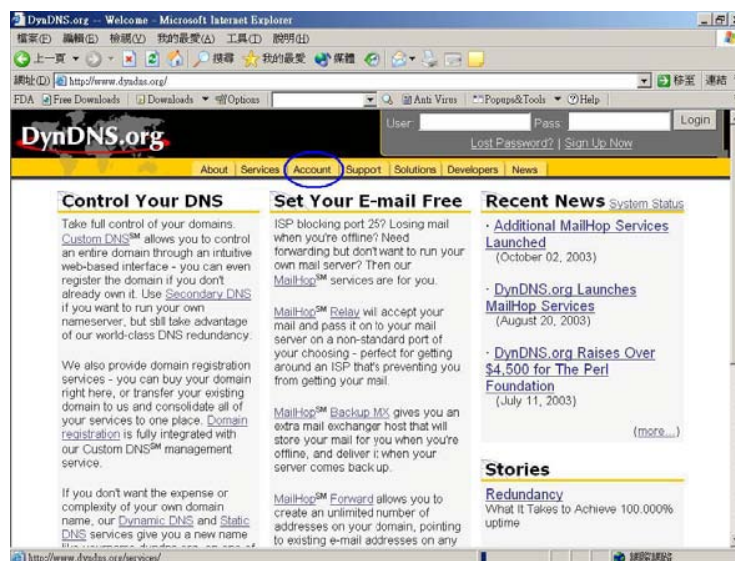 DynDNS.org -- Welcome - Microsoft Internet Explorer
檔案(F) 編輯(E) 檢視(V) 我的最愛(A) 工具(T) 說明(H)
上一頁 搜尋 我的最愛 媒體
網址(D) http://www.dyndns.org/ 移至 連結
FDA Free Downloads Downloads Options Anti Virus Popups&Tools Help
DynDNS.org
User: Pass: Login
Lost Password? | Sign Up Now
About Services Account Support Solutions Developers News
Control Your DNS
Take full control of your domains.
Custom DNS℠ allows you to control
an entire domain through an intuitive
web-based interface - you can even
register the domain if you don't
already own it. Use Secondary DNS
if you want to run your own
nameserver, but still take advantage
of our world-class DNS redundancy.
We also provide domain registration
services - you can buy your domain
right here, or transfer your existing
domain to us and consolidate all of
your services to one place. Domain
registration is fully integrated with
our Custom DNS℠ management
service.
If you don't want the expense or
complexity of your own domain
name, our Dynamic DNS and Static
DNS services give you a new name
Set Your E-mail Free
ISP blocking port 25? Losing mail
when you're offline? Need
forwarding but don't want to run your
own mail server? Then our
MailHop℠ services are for you.
MailHop℠ Relay will accept your
mail and pass it on to your mail
server on a non-standard port of
your choosing - perfect for getting
around an ISP that's preventing you
from getting your mail.
MailHop℠ Backup MX gives you an
extra mail exchanger host that will
store your mail for you when you're
offline, and deliver it when your
server comes back up.
MailHop℠ Forward allows you to
create an unlimited number of
addresses on your domain, pointing
to existing e-mail addresses on any
Recent News System Status
· Additional MailHop Services
Launched
(October 02, 2003)
· DynDNS.org Launches
MailHop Services
(August 20, 2003)
· DynDNS.org Raises Over
$4,500 for The Perl
Foundation
(July 11, 2003)
(more...)
Stories
Redundancy
What It Takes to Achieve 100.000%
uptime
http://www.dyndns.org/services/ 網際網路